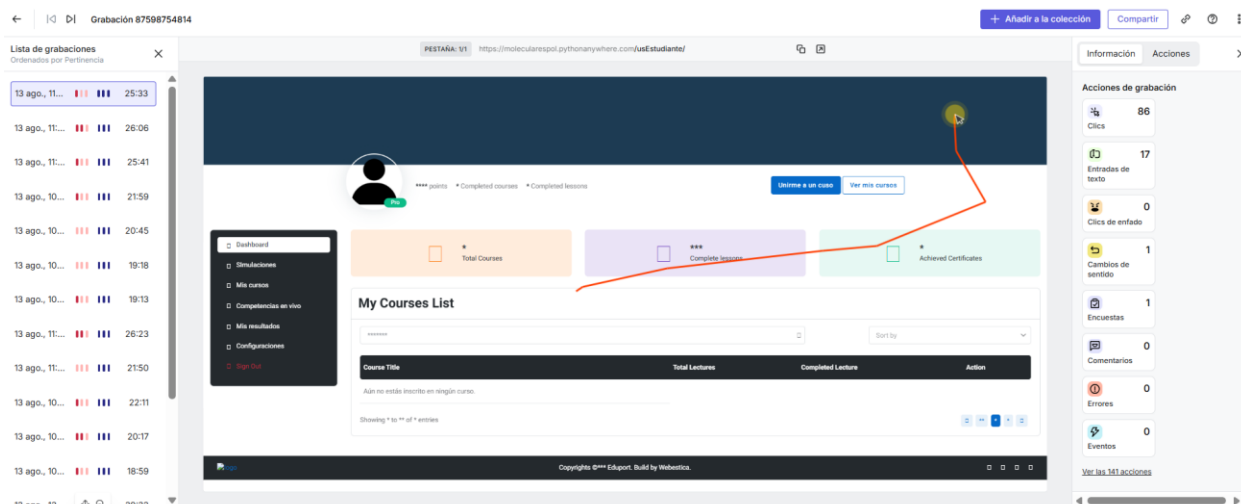 Grabación 87598754814
+ Añadir a la colección
Compartir
Lista de grabaciones
Ordenados por Pertinencia
13 ago., 11... 25:33
13 ago., 11:... 26:06
13 ago., 11:... 25:41
13 ago., 10... 21:59
13 ago., 10... 20:45
13 ago., 10... 19:18
13 ago., 10... 19:13
13 ago., 11:... 26:23
13 ago., 11:... 21:50
13 ago., 10... 22:11
13 ago., 10... 20:17
13 ago., 10... 18:59
PESTAÑA: 1/1 https://molecularespol.pythonanywhere.com/usEstudiante/
**** points * Completed courses * Completed lessons
Pro
Unirme a un cuso
Ver mis cursos
Dashboard
Simulaciones
Mis cursos
Competencias en vivo
Mis resultados
Configuraciones
Sign Out
*
Total Courses
***
Complete lessons
*
Achieved Certificates
My Courses List
*******
Sort by
Course Title Total Lectures Completed Lecture Action
Aún no estás inscrito en ningún curso.
Showing * to ** of * entries
** * *
logo
Copyrights ©*** Eduport. Build by Webestica.
Información Acciones
Acciones de grabación
86
Clics
17
Entradas de
texto
0
Clics de enfado
1
Cambios de
sentido
1
Encuestas
0
Comentarios
0
Errores
0
Eventos
Ver las 141 acciones